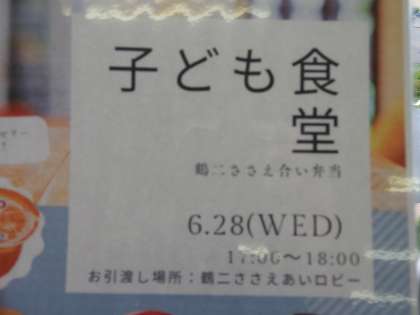 子ども食
堂
鶴二ささえ合い弁当
6.28(WED)
17:00〜18:00
お引渡し場所：鶴二ささえあいロビー